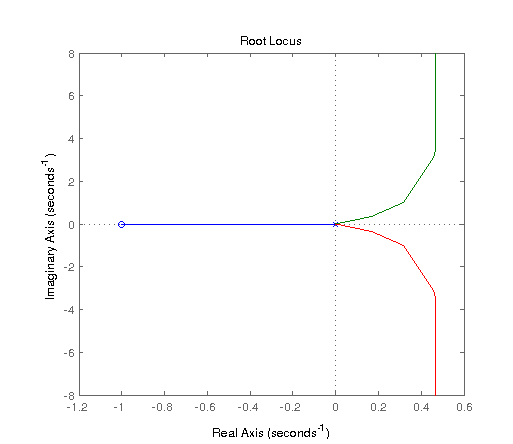 Root Locus
8
6
4
2
0
-2
-4
-6
-8
-1.2 -1 -0.8 -0.6 -0.4 -0.2 0 0.2 0.4 0.6
Imaginary Axis (seconds⁻¹)
Real Axis (seconds⁻¹)